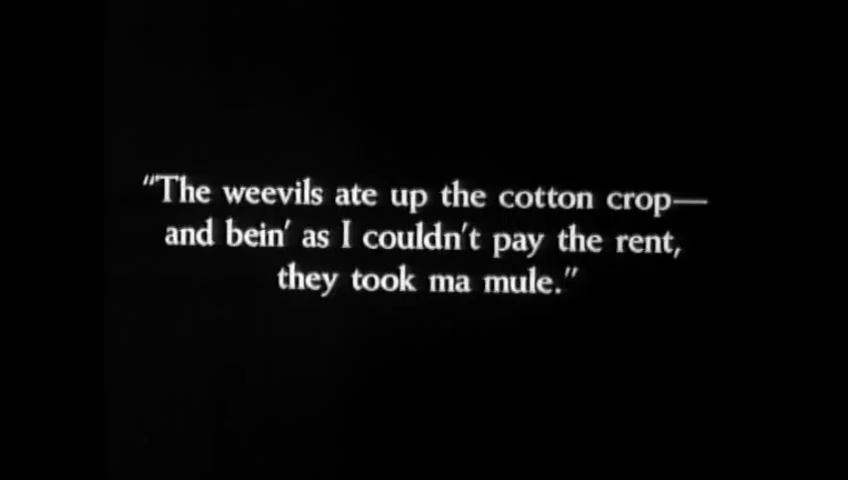 "The weevils ate up the cotton crop—
and bein' as I couldn't pay the rent,
they took ma mule."